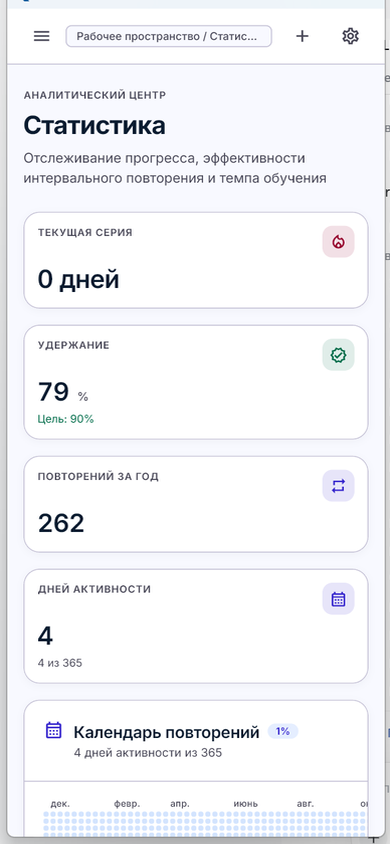 Рабочее пространство / Статис...
АНАЛИТИЧЕСКИЙ ЦЕНТР
Статистика
Отслеживание прогресса, эффективности
интервального повторения и темпа обучения
ТЕКУЩАЯ СЕРИЯ
0 дней
УДЕРЖАНИЕ
79 %
Цель: 90%
ПОВТОРЕНИЙ ЗА ГОД
262
ДНЕЙ АКТИВНОСТИ
4
4 из 365
Календарь повторений 1%
4 дней активности из 365
дек. февр. апр. июнь авг.